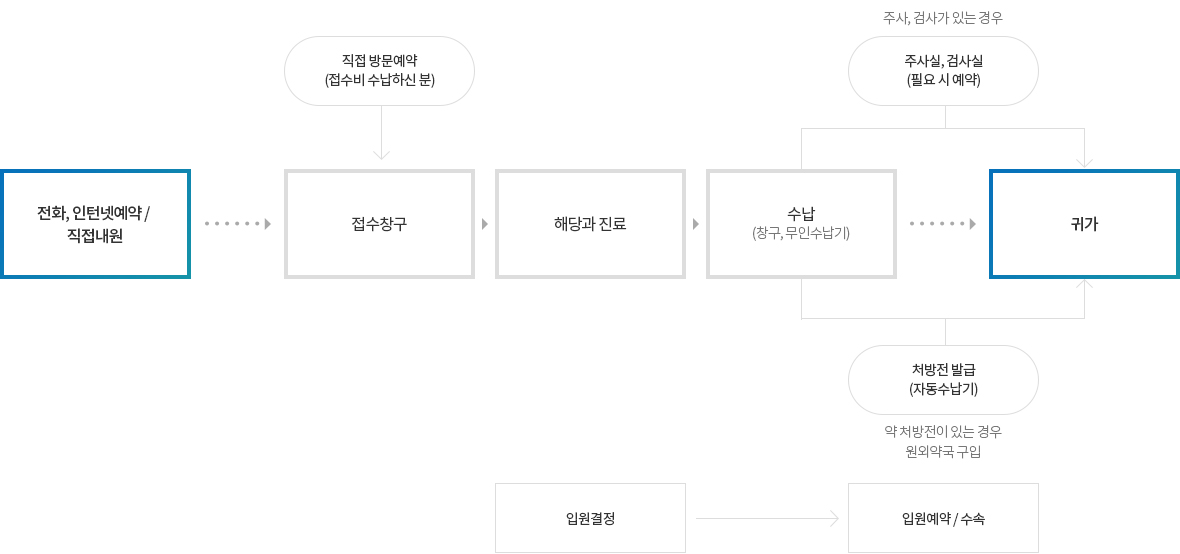 주사, 검사가 있는 경우
직접 방문예약
(접수비 수납하신 분)
주사실, 검사실
(필요 시 예약)
전화, 인턴넷예약 /
직접내원
접수창구
해당과 진료
수납
(창구, 무인수납기)
귀가
처방전 발급
(자동수납기)
약 처방전이 있는 경우
원외약국 구입
입원결정
입원예약 / 수속